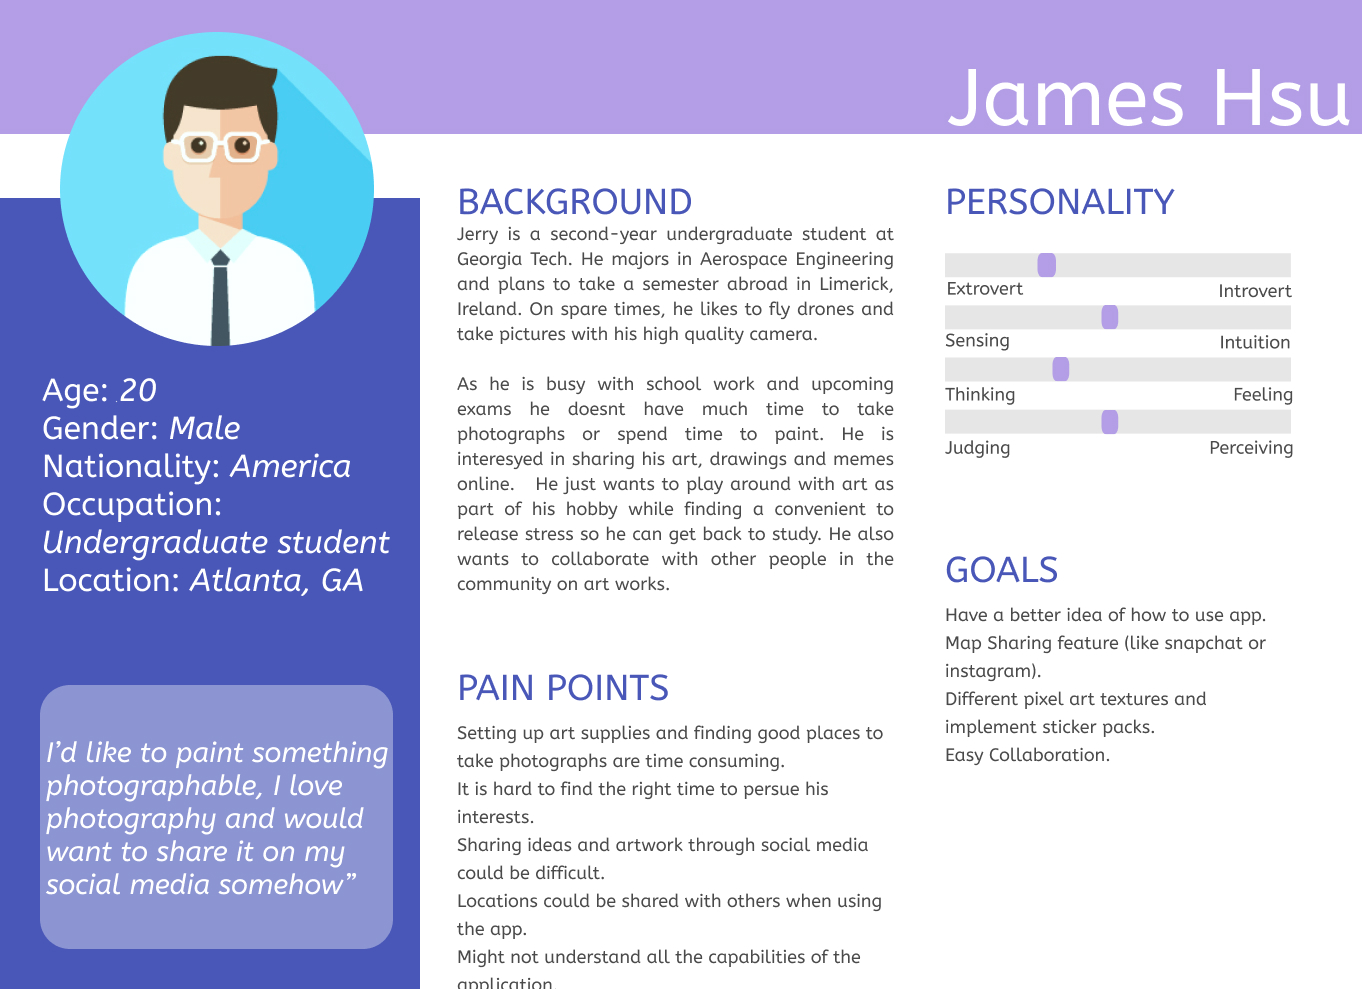 James Hsu
Age: 20
Gender: Male
Nationality: America
Occupation:
Undergraduate student
Location: Atlanta, GA
I’d like to paint something
photographable, I love
photography and would
want to share it on my
social media somehow”
BACKGROUND
Jerry is a second-year undergraduate student at
Georgia Tech. He majors in Aerospace Engineering
and plans to take a semester abroad in Limerick,
Ireland. On spare times, he likes to fly drones and
take pictures with his high quality camera.
As he is busy with school work and upcoming
exams he doesnt have much time to take
photographs or spend time to paint. He is
interesyed in sharing his art, drawings and memes
online. He just wants to play around with art as
part of his hobby while finding a convenient to
release stress so he can get back to study. He also
wants to collaborate with other people in the
community on art works.
PAIN POINTS
Setting up art supplies and finding good places to
take photographs are time consuming.
It is hard to find the right time to persue his
interests.
Sharing ideas and artwork through social media
could be difficult.
Locations could be shared with others when using
the app.
Might not understand all the capabilities of the
application
PERSONALITY
Extrovert Introvert
Sensing Intuition
Thinking Feeling
Judging Perceiving
GOALS
Have a better idea of how to use app.
Map Sharing feature (like snapchat or
instagram).
Different pixel art textures and
implement sticker packs.
Easy Collaboration.